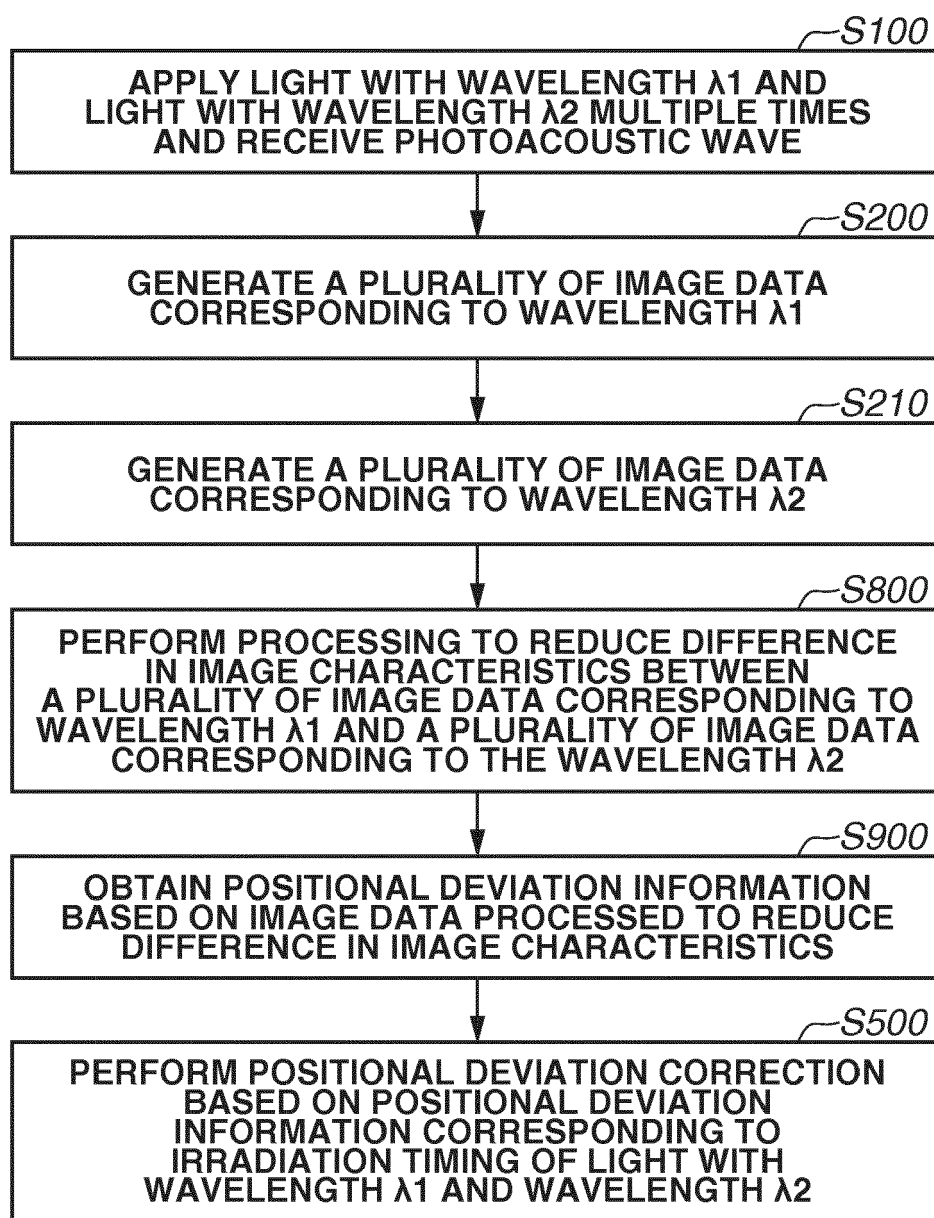 S100
APPLY LIGHT WITH WAVELENGTH λ1 AND
LIGHT WITH WAVELENGTH λ2 MULTIPLE TIMES
AND RECEIVE PHOTOACOUSTIC WAVE
S200
GENERATE A PLURALITY OF IMAGE DATA
CORRESPONDING TO WAVELENGTH λ1
S210
GENERATE A PLURALITY OF IMAGE DATA
CORRESPONDING TO WAVELENGTH λ2
S800
PERFORM PROCESSING TO REDUCE DIFFERENCE
IN IMAGE CHARACTERISTICS BETWEEN
A PLURALITY OF IMAGE DATA CORRESPONDING TO
WAVELENGTH λ1 AND A PLURALITY OF IMAGE DATA
CORRESPONDING TO THE WAVELENGTH λ2
S900
OBTAIN POSITIONAL DEVIATION INFORMATION
BASED ON IMAGE DATA PROCESSED TO REDUCE
DIFFERENCE IN IMAGE CHARACTERISTICS
S500
PERFORM POSITIONAL DEVIATION CORRECTION
BASED ON POSITIONAL DEVIATION
INFORMATION CORRESPONDING TO
IRRADIATION TIMING OF LIGHT WITH
WAVELENGTH λ1 AND WAVELENGTH λ2